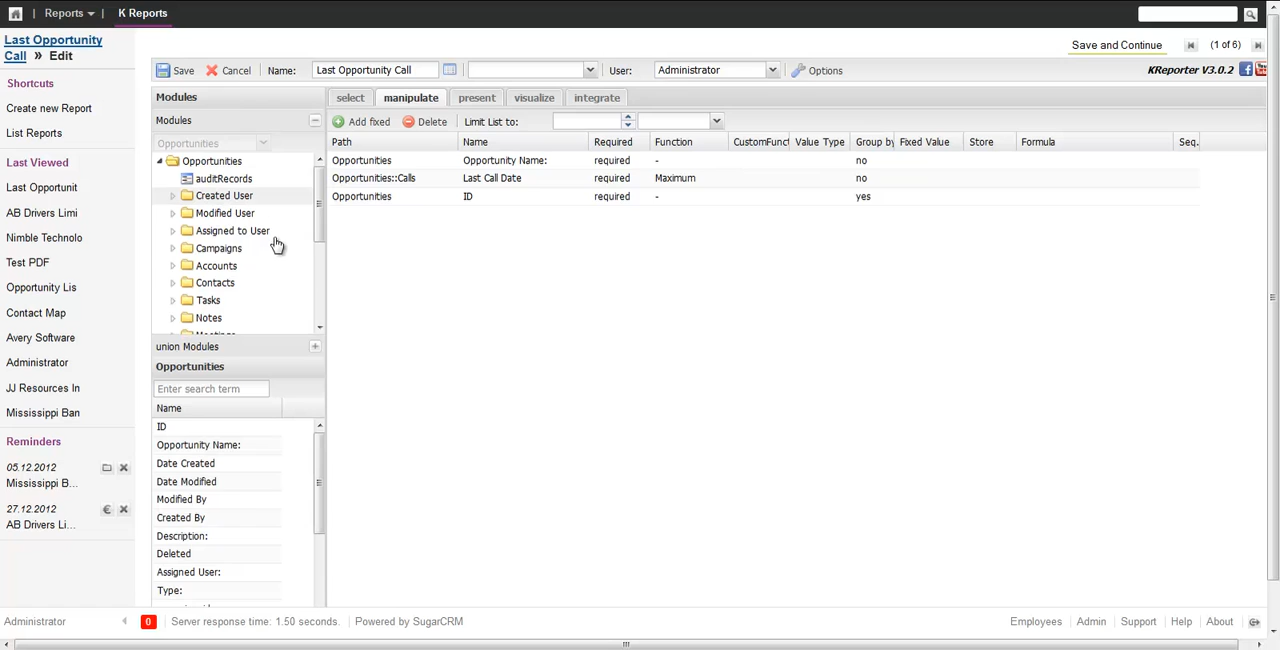 Reports
K Reports
Last Opportunity
Call » Edit
Shortcuts
Create new Report
List Reports
Last Viewed
Last Opportunit
AB Drivers Limi
Nimble Technolo
Test PDF
Opportunity Lis
Contact Map
Avery Software
Administrator
JJ Resources In
Mississippi Ban
Reminders
05.12.2012
Mississippi B...
27.12.2012
AB Drivers Li...
Save and Continue
(1 of 6)
Save Cancel Name: Last Opportunity Call User: Administrator Options KReporter V3.0.2
Modules
Modules
Opportunities
Opportunities
auditRecords
Created User
Modified User
Assigned to User
Campaigns
Accounts
Contacts
Tasks
Notes
Meetings
union Modules
Opportunities
Enter search term
Name
ID
Opportunity Name:
Date Created
Date Modified
Modified By
Created By
Description:
Deleted
Assigned User:
Type:
select manipulate present visualize integrate
Add fixed Delete Limit List to:
Path Name Required Function CustomFunct Value Type Group by Fixed Value Store Formula Seq.
Opportunities Opportunity Name: required - no
Opportunities::Calls Last Call Date required Maximum no
Opportunities ID required - yes
Administrator 0 Server response time: 1.50 seconds. Powered by SugarCRM
Employees Admin Support Help About